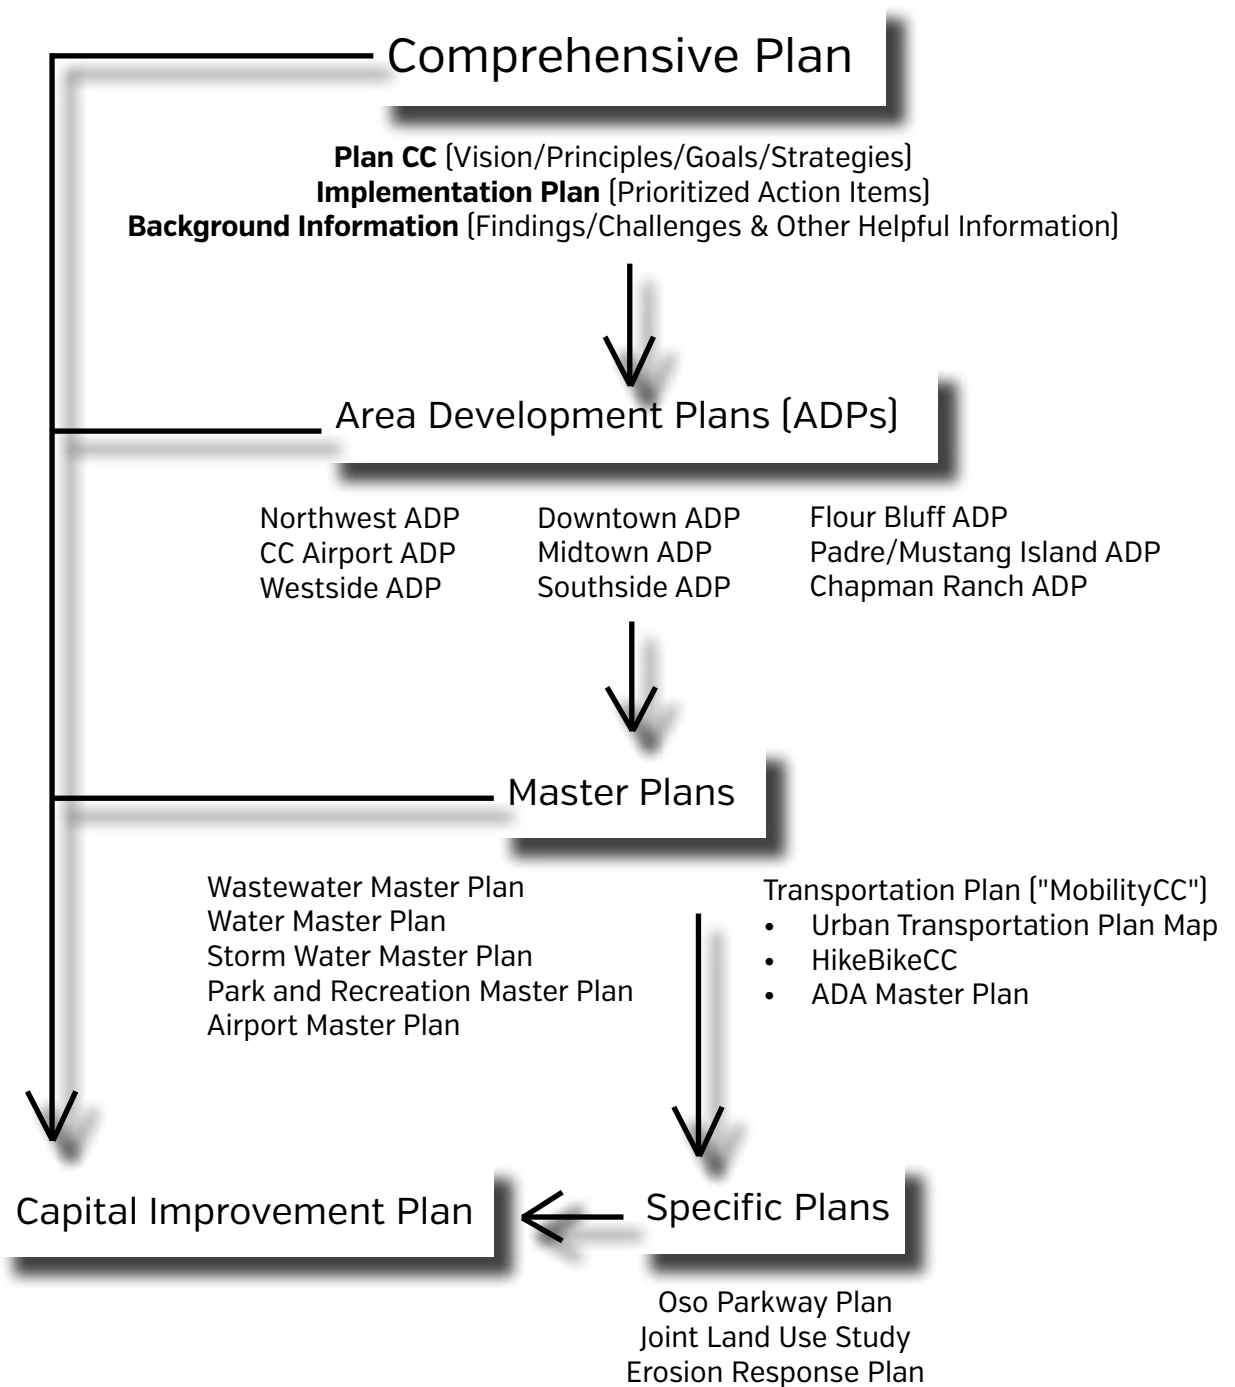 Comprehensive Plan
Plan CC (Vision/Principles/Goals/Strategies)
Implementation Plan (Prioritized Action Items)
Background Information (Findings/Challenges & Other Helpful Information)
Area Development Plans (ADPs)
Northwest ADP
CC Airport ADP
Westside ADP
Downtown ADP
Midtown ADP
Southside ADP
Flour Bluff ADP
Padre/Mustang Island ADP
Chapman Ranch ADP
Master Plans
Wastewater Master Plan
Water Master Plan
Storm Water Master Plan
Park and Recreation Master Plan
Airport Master Plan
Transportation Plan ("MobilityCC")
• Urban Transportation Plan Map
• HikeBikeCC
• ADA Master Plan
Capital Improvement Plan
Specific Plans
Oso Parkway Plan
Joint Land Use Study
Erosion Response Plan